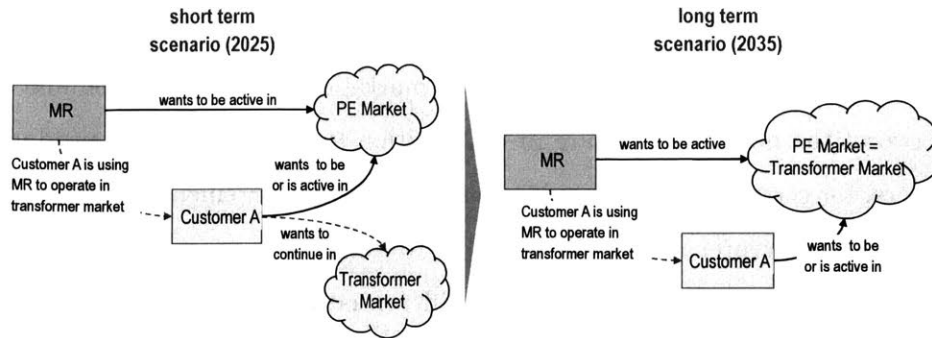 short term
scenario (2025)
MR
wants to be active in
PE Market
Customer A is using
MR to operate in
transformer market
wants to be
or is active in
Customer A
wants to
continue in
Transformer
Market
long term
scenario (2035)
MR
wants to be active
PE Market =
Transformer Market
Customer A is using
MR to operate in
transformer market
Customer A
wants to be
or is active in